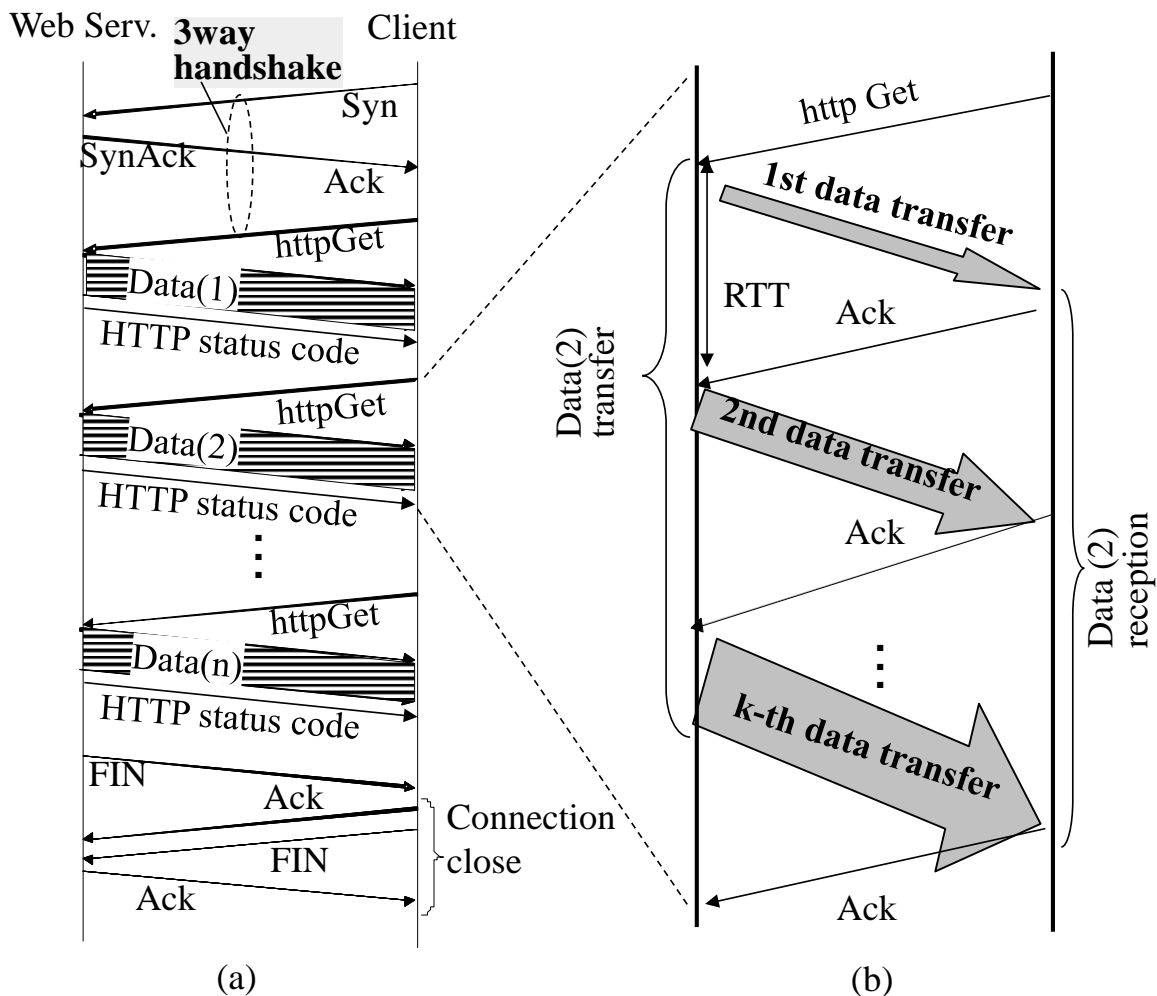 Web Serv.
3way
handshake
Client
Syn
SynAck
Ack
httpGet
Data(1)
HTTP status code
httpGet
Data(2)
HTTP status code
httpGet
Data(n)
HTTP status code
FIN
Ack
Connection
close
FIN
Ack
(a)
http Get
1st data transfer
RTT
Ack
Data(2)
transfer
2nd data transfer
Ack
Data (2)
reception
k-th data transfer
Ack
(b)